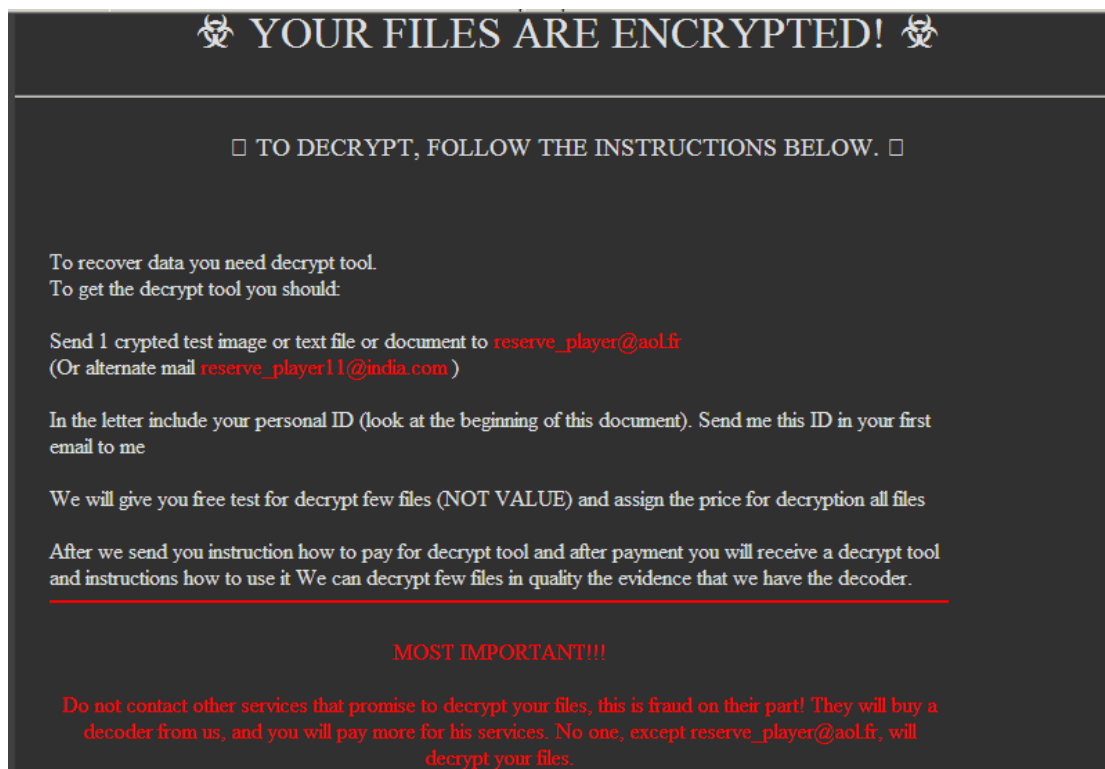 ☣ YOUR FILES ARE ENCRYPTED! ☣
TO DECRYPT, FOLLOW THE INSTRUCTIONS BELOW.
To recover data you need decrypt tool.
To get the decrypt tool you should:
Send 1 crypted test image or text file or document to reserve_player@aol.fr
(Or alternate mail reserve_player11@india.com )
In the letter include your personal ID (look at the beginning of this document). Send me this ID in your first
email to me
We will give you free test for decrypt few files (NOT VALUE) and assign the price for decryption all files
After we send you instruction how to pay for decrypt tool and after payment you will receive a decrypt tool
and instructions how to use it We can decrypt few files in quality the evidence that we have the decoder.
MOST IMPORTANT!!!
Do not contact other services that promise to decrypt your files, this is fraud on their part! They will buy a
decoder from us, and you will pay more for his services. No one, except reserve_player@aol.fr, will
decrypt your files.